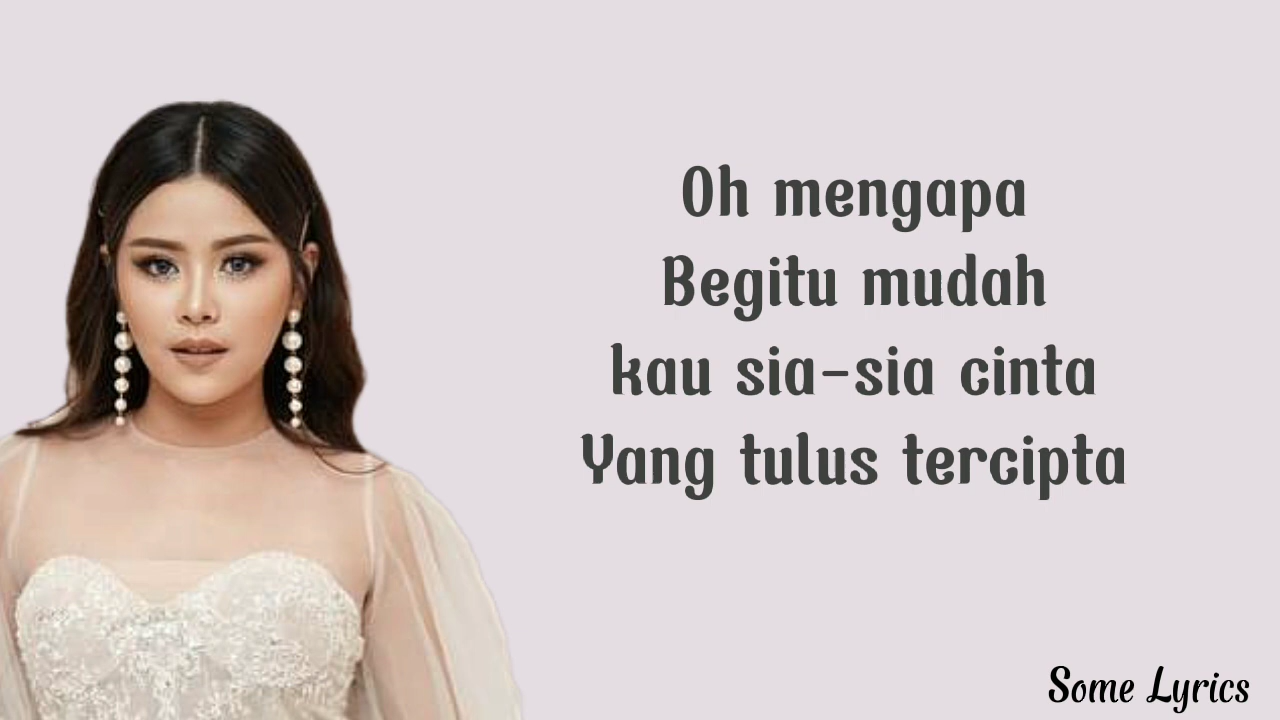 Oh mengapa
Begitu mudah
kau sia-sia cinta
Yang tulus tercipta
Some Lyrics